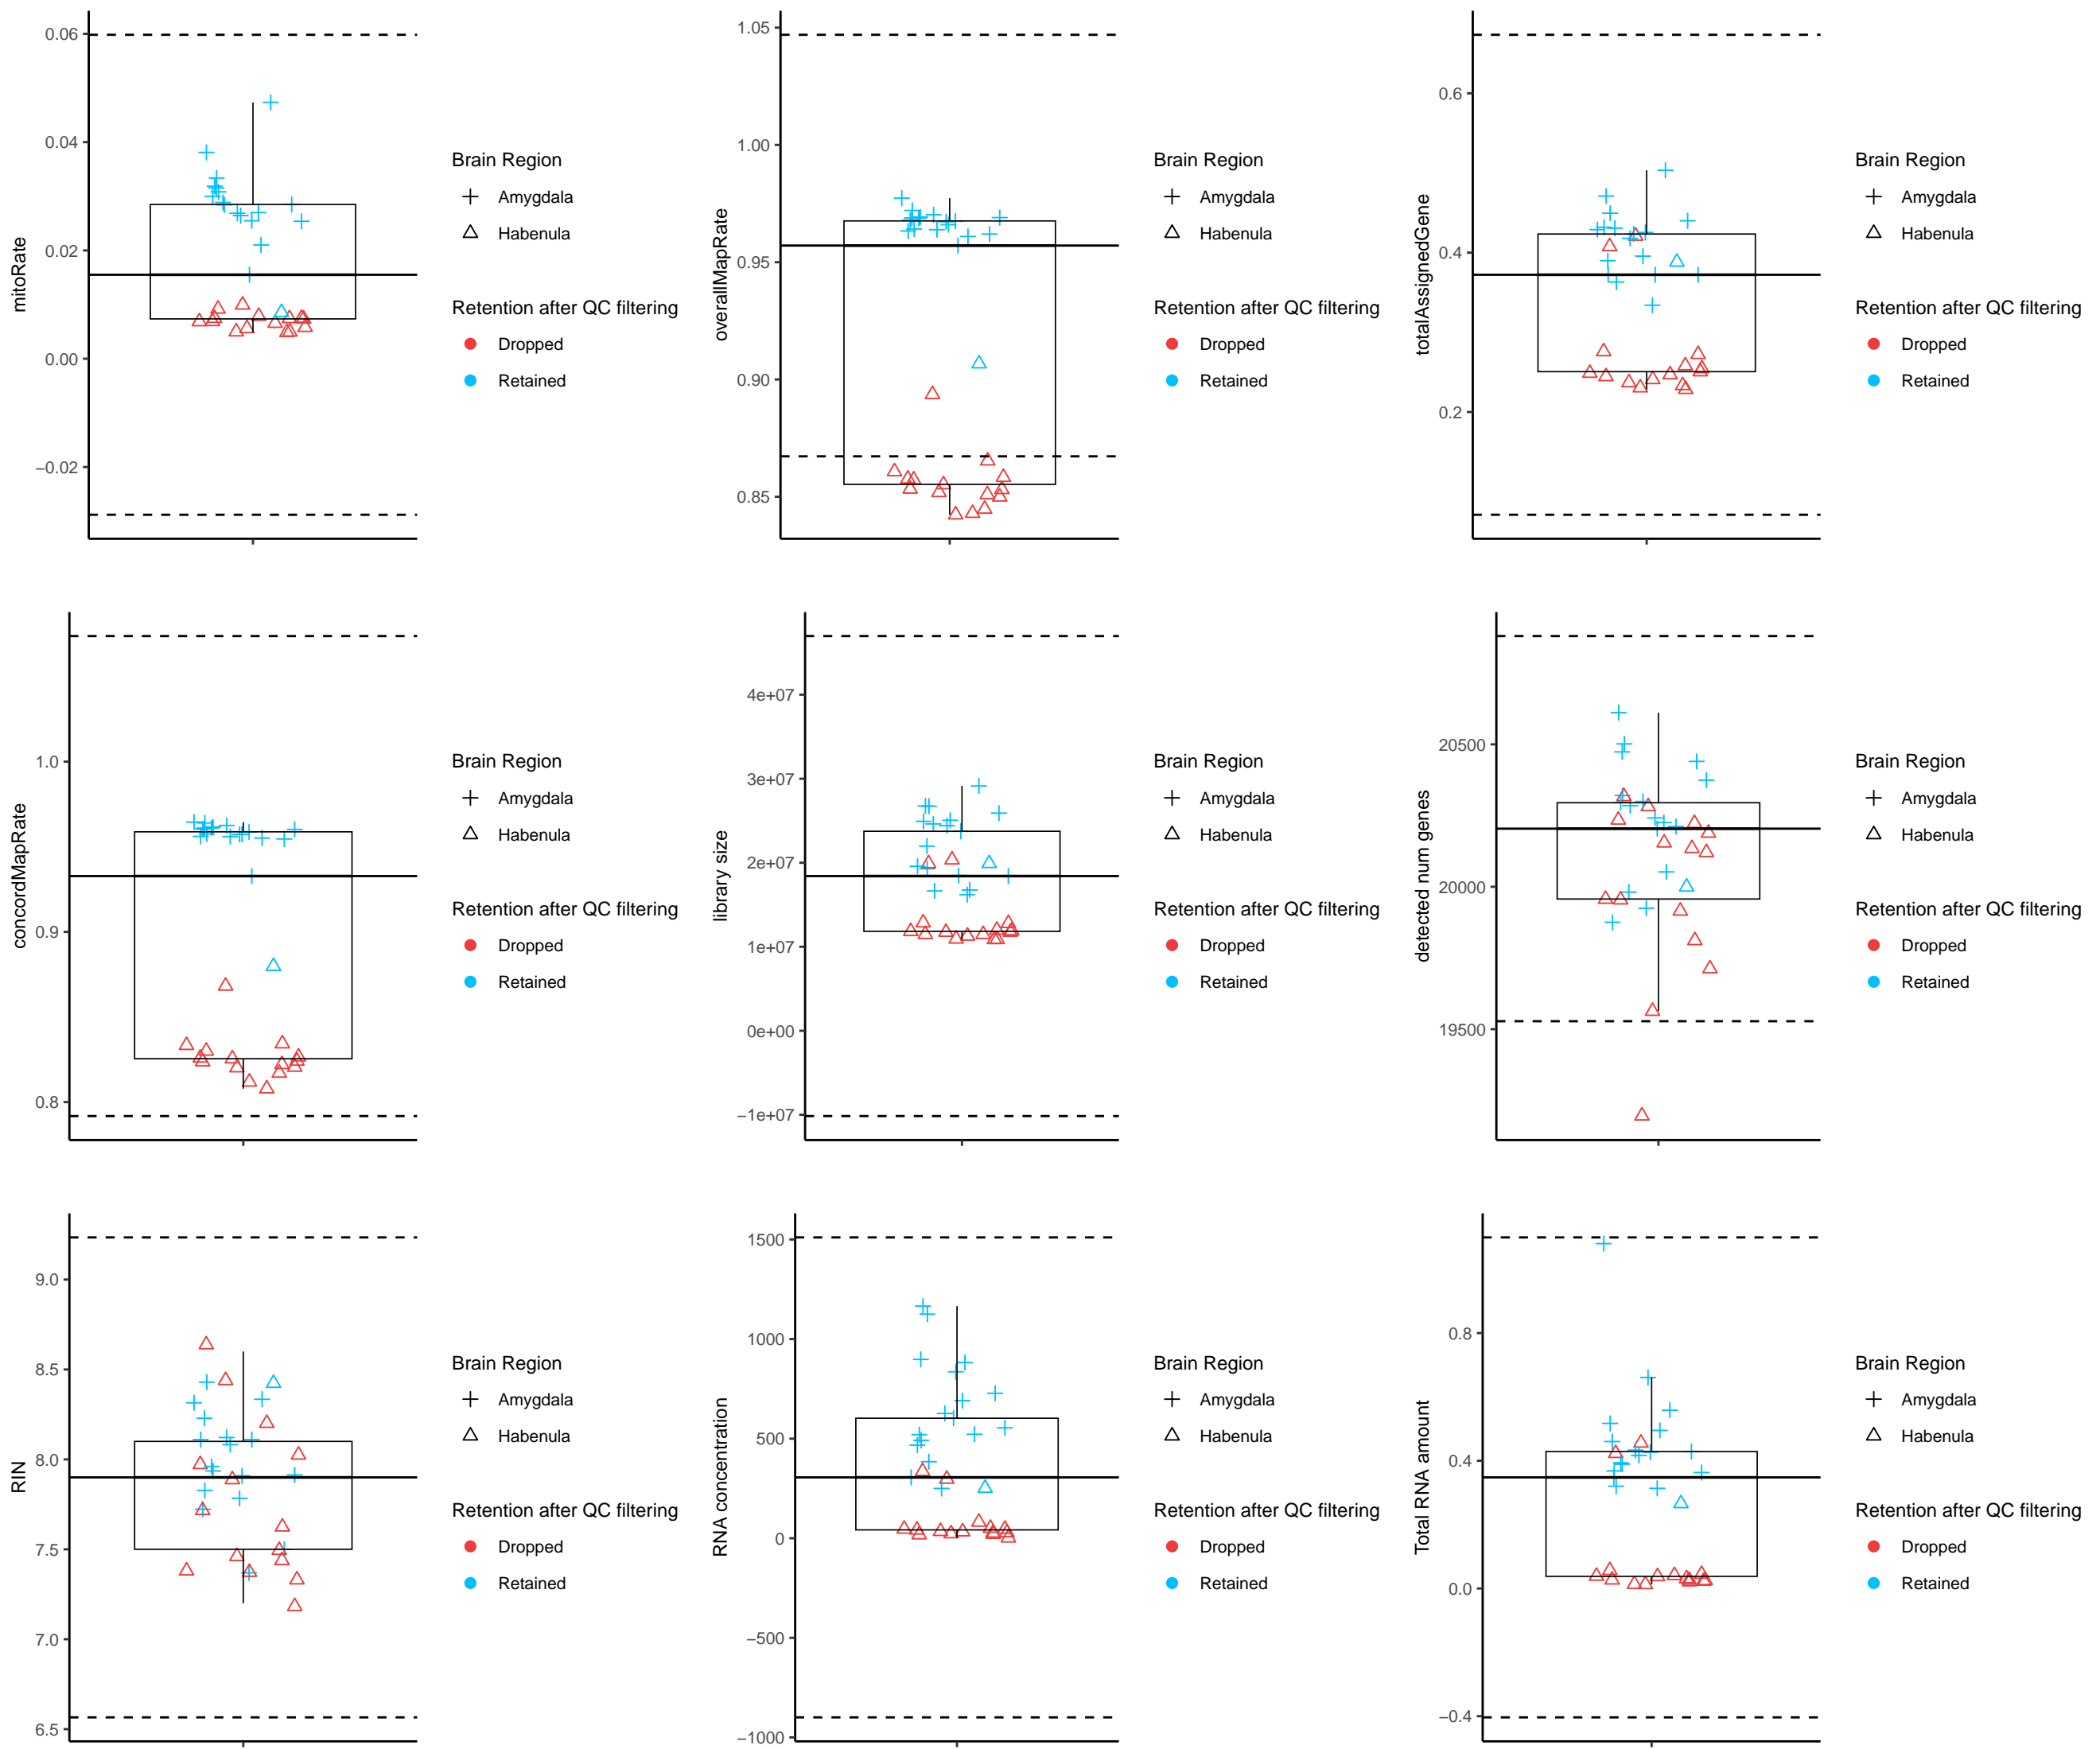 mitoRate
0.06
0.04
0.02
0.00
−0.02
Brain Region
Amygdala
Habenula
Retention after QC filtering
Dropped
Retained
overallMapRate
1.05
1.00
0.95
0.90
0.85
Brain Region
Amygdala
Habenula
Retention after QC filtering
Dropped
Retained
totalAssignedGene
0.6
0.4
0.2
Brain Region
Amygdala
Habenula
Retention after QC filtering
Dropped
Retained
concordMapRate
1.0
0.9
0.8
Brain Region
Amygdala
Habenula
Retention after QC filtering
Dropped
Retained
library size
4e+07
3e+07
2e+07
1e+07
0e+00
−1e+07
Brain Region
Amygdala
Habenula
Retention after QC filtering
Dropped
Retained
detected num genes
20500
20000
19500
Brain Region
Amygdala
Habenula
Retention after QC filtering
Dropped
Retained
RIN
9.0
8.5
8.0
7.5
7.0
6.5
Brain Region
Amygdala
Habenula
Retention after QC filtering
Dropped
Retained
RNA concentration
1500
1000
500
0
−500
−1000
Brain Region
Amygdala
Habenula
Retention after QC filtering
Dropped
Retained
Total RNA amount
0.8
0.4
0.0
−0.4
Brain Region
Amygdala
Habenula
Retention after QC filtering
Dropped
Retained